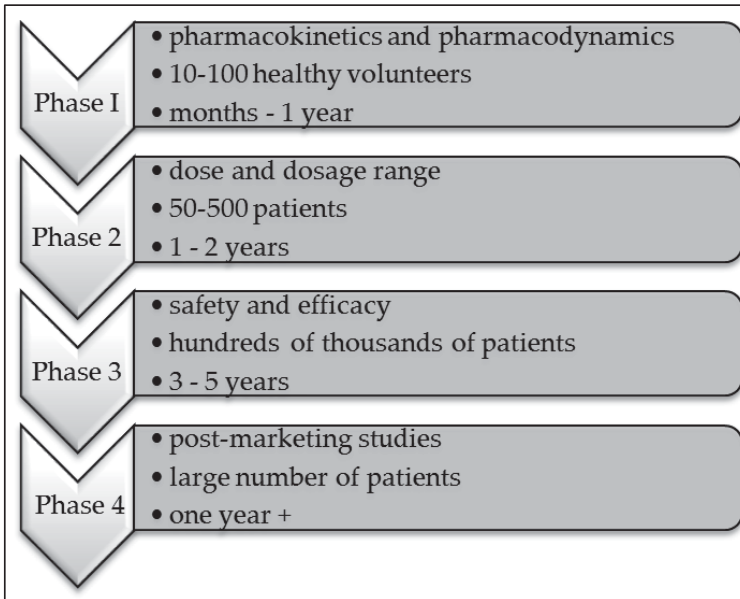 Phase I
• pharmacokinetics and pharmacodynamics
• 10-100 healthy volunteers
• months - 1 year
Phase 2
• dose and dosage range
• 50-500 patients
• 1 - 2 years
Phase 3
• safety and efficacy
• hundreds of thousands of patients
• 3 - 5 years
Phase 4
• post-marketing studies
• large number of patients
• one year +